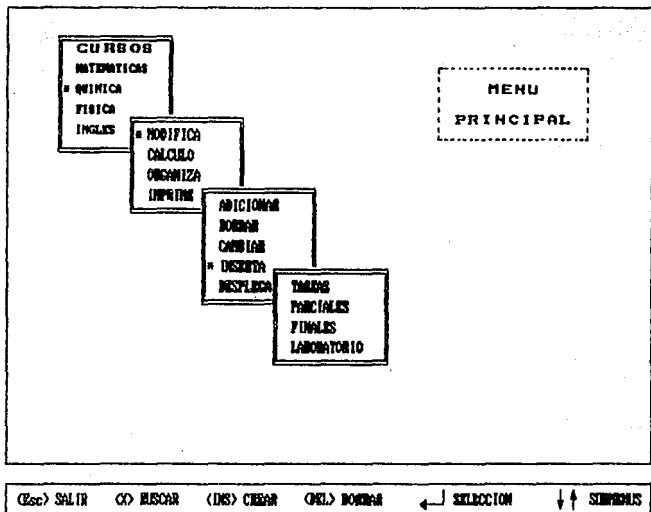 CURSOS
MATEMATICAS
* QUIMICA
FISICA
INGLES
MENU
PRINCIPAL
* MODIFICA
CALCULO
ORGANIZA
IMPRIME
ADICIONAR
BORRAR
CAMBIAR
* INSERTA
DESPLEGA
TAREAS
PARCIALES
FINALES
LABORATORIO
<Esc> SALIR <X> BUSCAR <INS> CREAR <DEL> BORRAR ←┘ SELECCION ↓↑ SUBMENUS